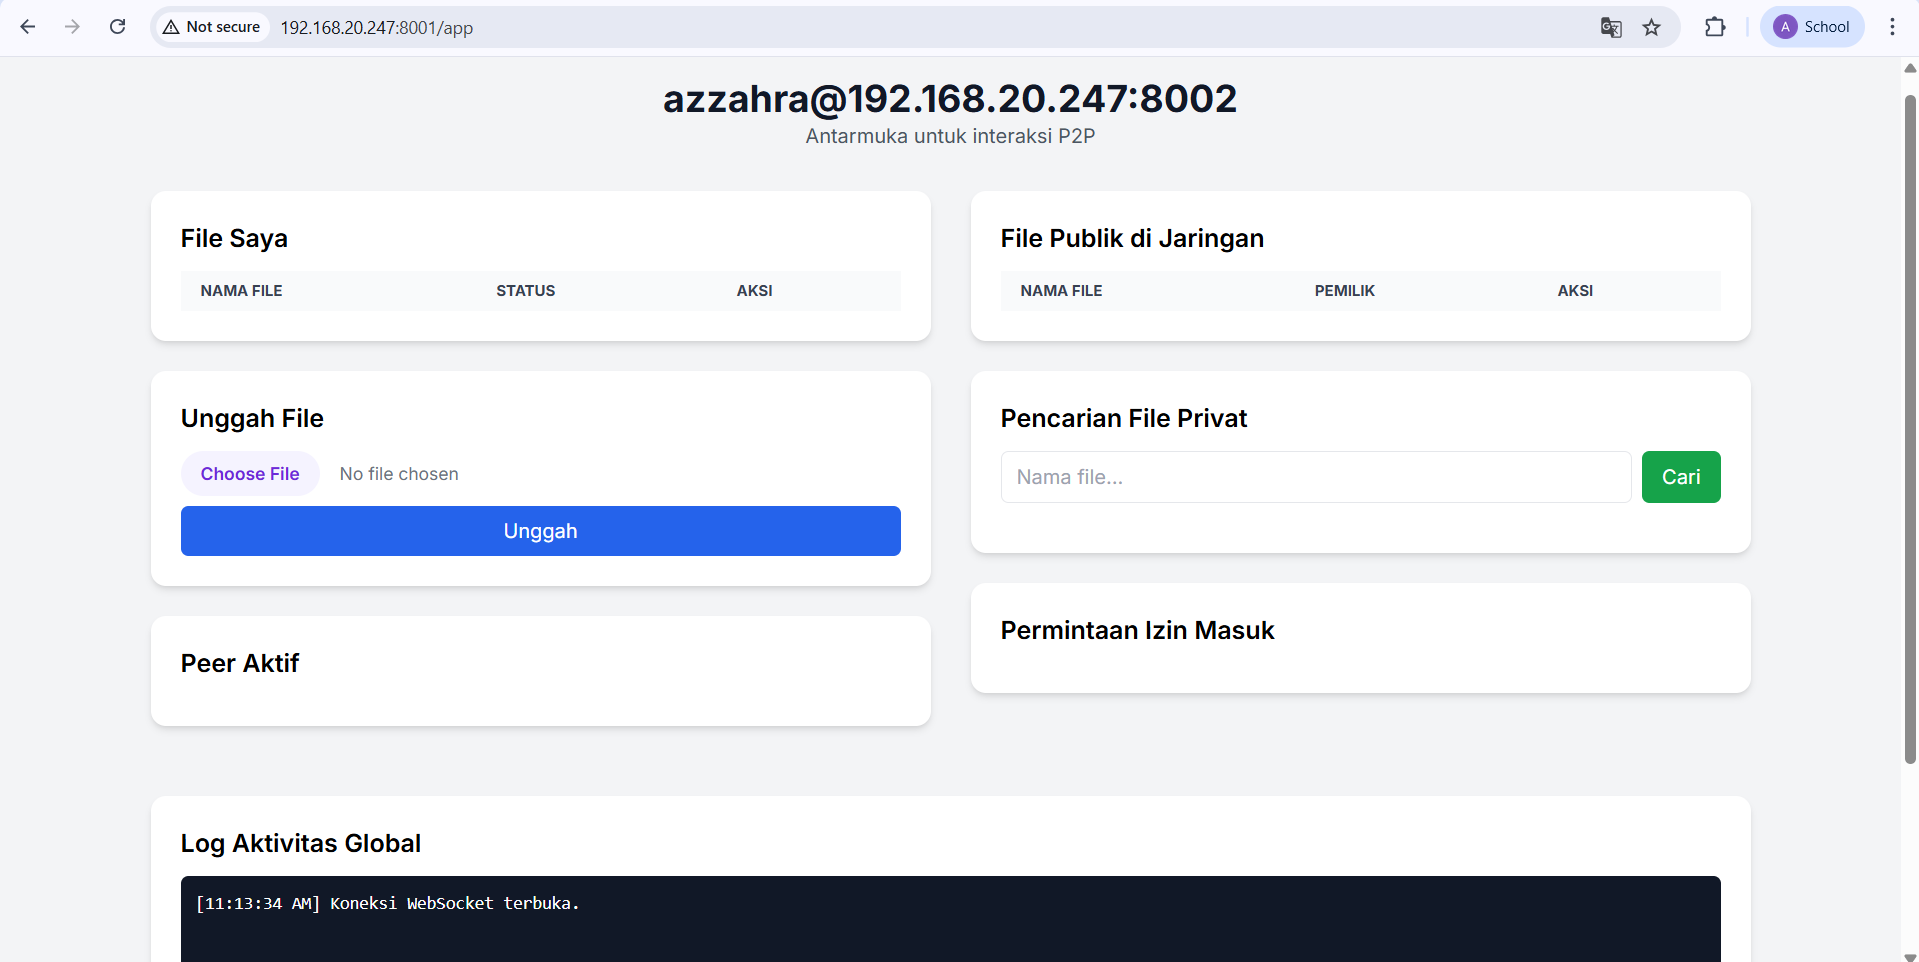 Not secure 192.168.20.247:8001/app
A School
azzahra@192.168.20.247:8002
Antarmuka untuk interaksi P2P
File Saya
NAMA FILE STATUS AKSI
File Publik di Jaringan
NAMA FILE PEMILIK AKSI
Unggah File
Choose File No file chosen
Unggah
Pencarian File Privat
Nama file...
Cari
Peer Aktif
Permintaan Izin Masuk
Log Aktivitas Global
[11:13:34 AM] Koneksi WebSocket terbuka.